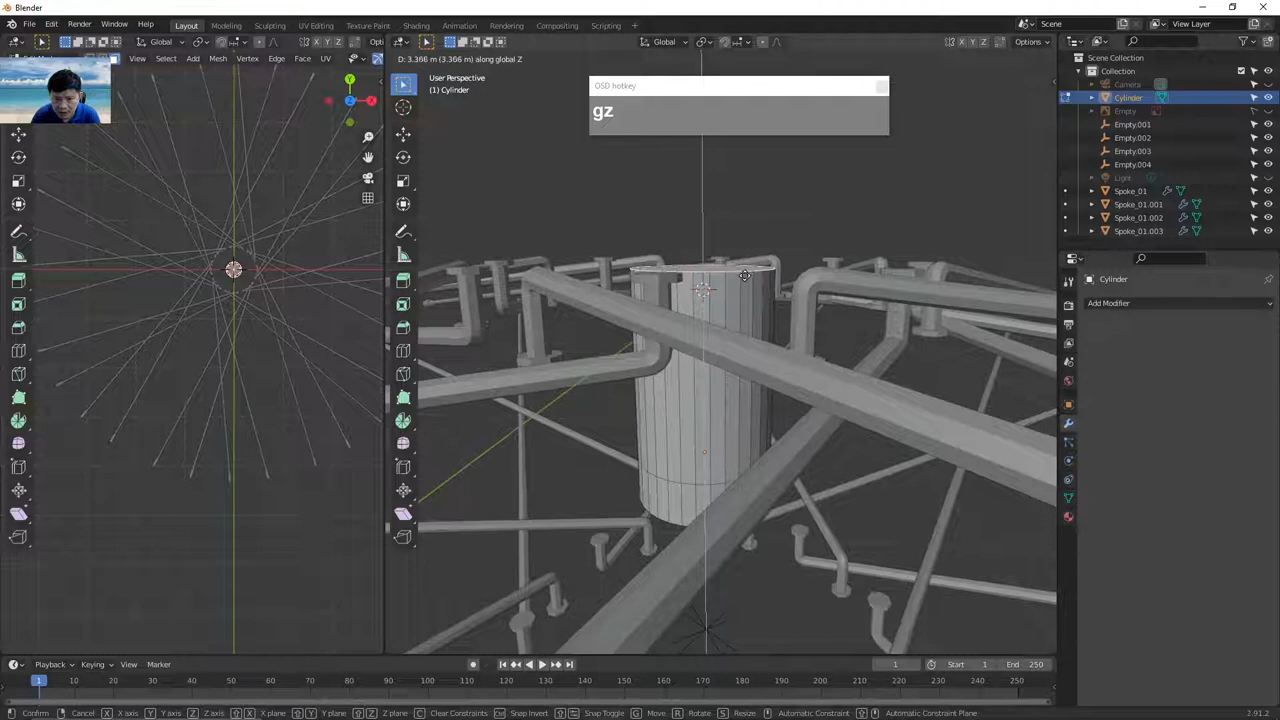 Blender
File Edit Render Window Help Layout Modeling Sculpting UV Editing Texture Paint Shading Animation Rendering Compositing Scripting Scene View Layer
Global X Y Z Opti Global X Y Z Options
View Select Add Mesh Vertex Edge Face UV
D: 3.366 m (3.366 m) along global Z
User Perspective
(1) Cylinder
OSD hotkey
gz
Scene Collection
Collection
Camera
Cylinder
Empty
Empty.001
Empty.002
Empty.003
Empty.004
Light
Spoke_01
Spoke_01.001
Spoke_01.002
Spoke_01.003
Cylinder
Add Modifier
Playback Keying View Marker 1 Start 1 End 250
1 10 20 30 40 50 60 70 80 90 100 110 120 130 140 150 160 170 180 190 200 210 220 230 240 250
Confirm Cancel X X axis Y Y axis Z Z axis X X plane Y Y plane Z Z plane C Clear Constraints Snap Invert Snap Toggle G Move R Rotate S Resize Automatic Constraint Automatic Constraint Plane 2.91.2